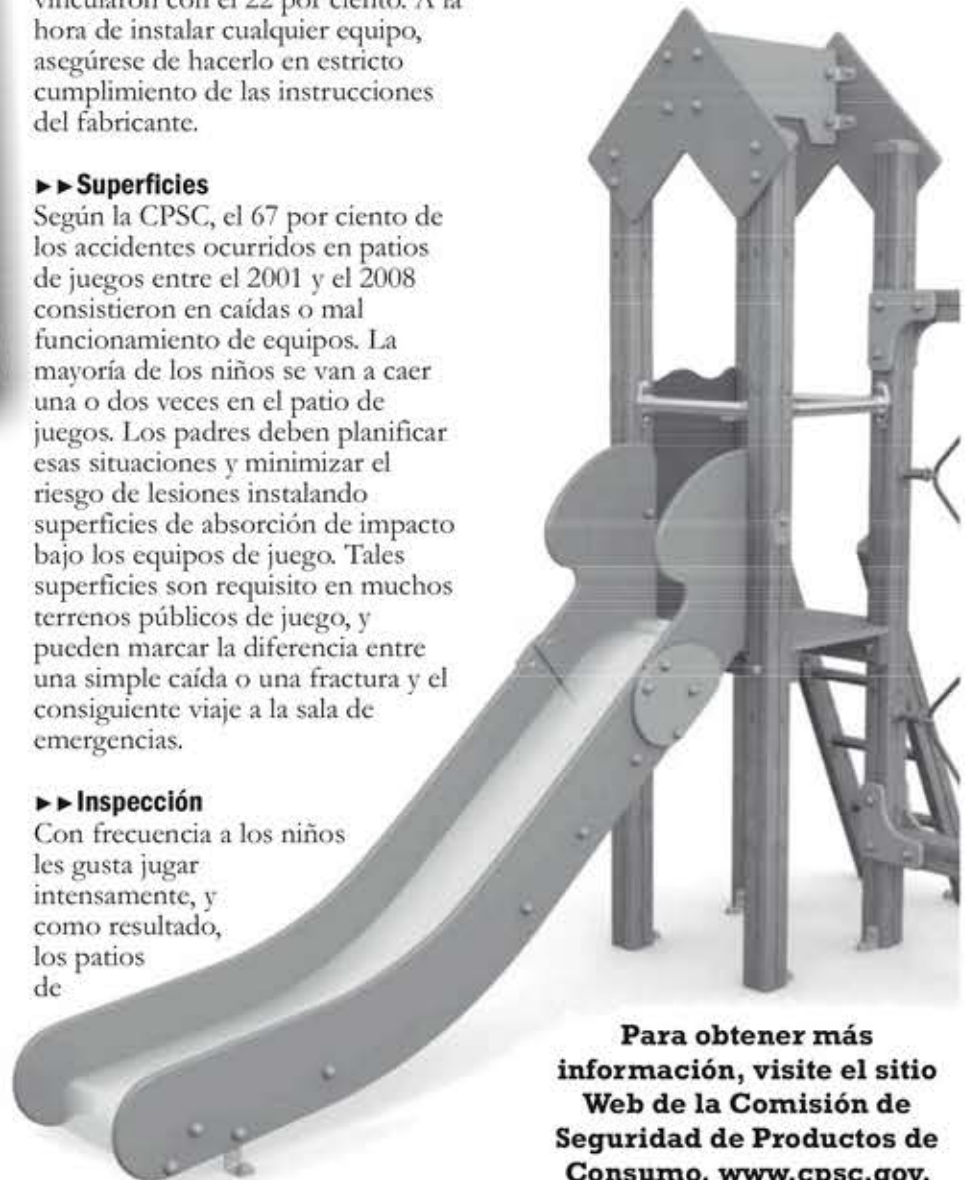 vincularon con el 22 por ciento. A la
hora de instalar cualquier equipo,
asegúrese de hacerlo en estricto
cumplimiento de las instrucciones
del fabricante.
►►Superficies
Según la CPSC, el 67 por ciento de
los accidentes ocurridos en patios
de juegos entre el 2001 y el 2008
consistieron en caídas o mal
funcionamiento de equipos. La
mayoría de los niños se van a caer
una o dos veces en el patio de
juegos. Los padres deben planificar
esas situaciones y minimizar el
riesgo de lesiones instalando
superficies de absorción de impacto
bajo los equipos de juego. Tales
superficies son requisito en muchos
terrenos públicos de juego, y
pueden marcar la diferencia entre
una simple caída o una fractura y el
consiguiente viaje a la sala de
emergencias.
►►Inspección
Con frecuencia a los niños
les gusta jugar
intensamente, y
como resultado,
los patios
de
Para obtener más
información, visite el sitio
Web de la Comisión de
Seguridad de Productos de
Consumo, www.cpsc.gov.